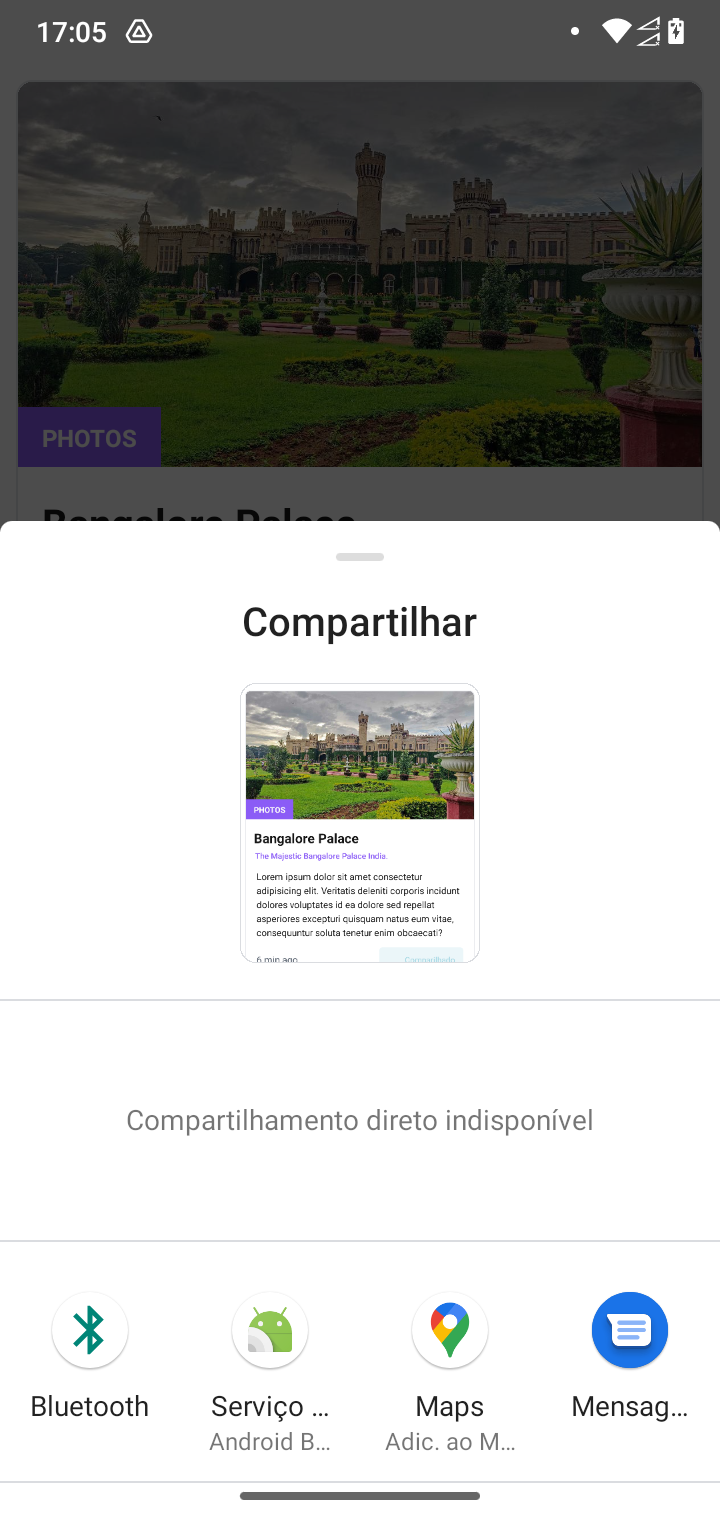 17:05
PHOTOS
Bangalore Palace
Compartilhar
PHOTOS
Bangalore Palace
The Majestic Bangalore Palace India.
Lorem ipsum dolor sit amet consectetur
adipisicing elit. Veritatis deleniti corporis incidunt
dolores voluptates id ea dolore sed repellat
asperiores excepturi quisquam natus eum vitae,
consequuntur soluta tenetur enim obcaecati?
6 min ago
Compartilhado
Compartilhamento direto indisponível
Bluetooth
Serviço ...
Android B...
Maps
Adic. ao M...
Mensag...